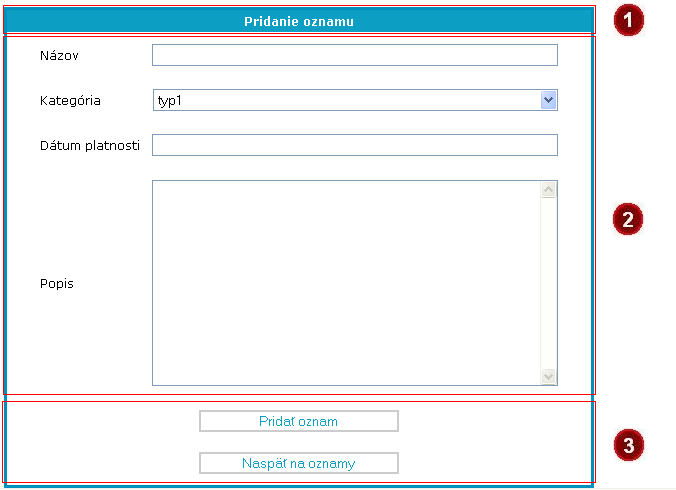 Pridanie oznamu
1
Názov
Kategória
typ1
Dátum platnosti
2
Popis
Pridať oznam
3
Naspäť na oznamy